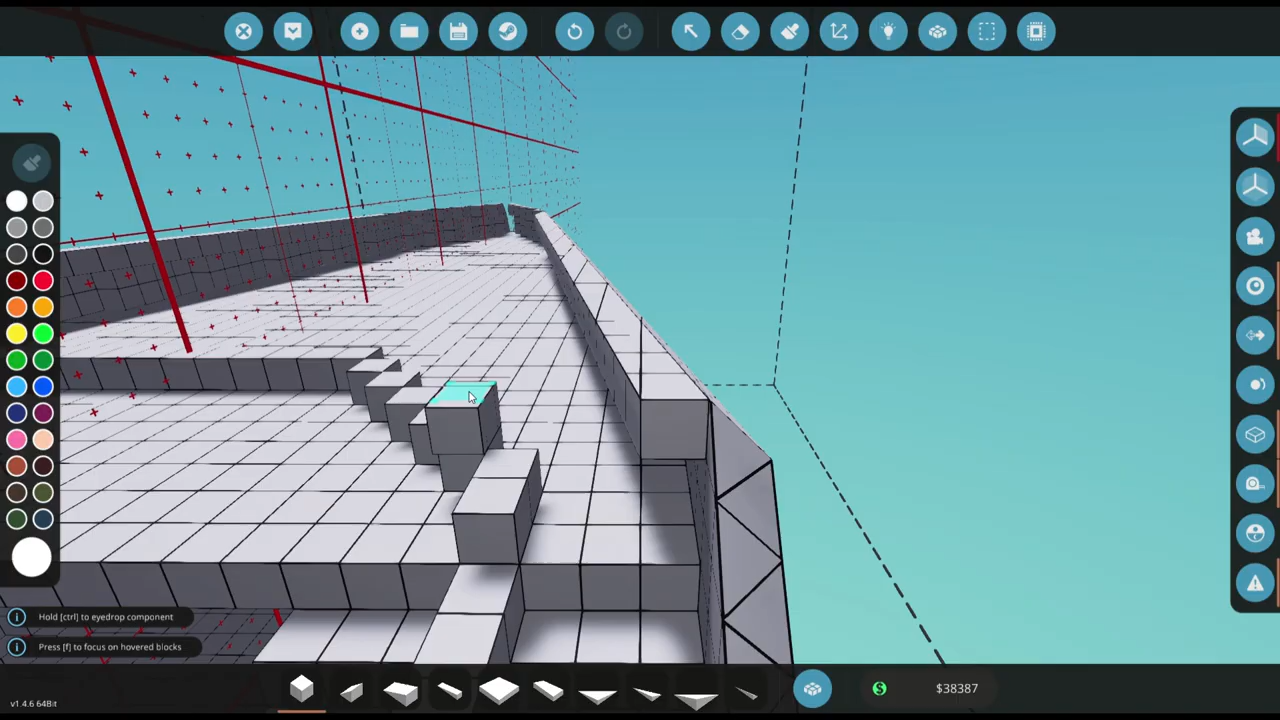 Hold [ctrl] to eyedrop component
Press [f] to focus on hovered blocks
v1.4.6 64Bit
$
$38387